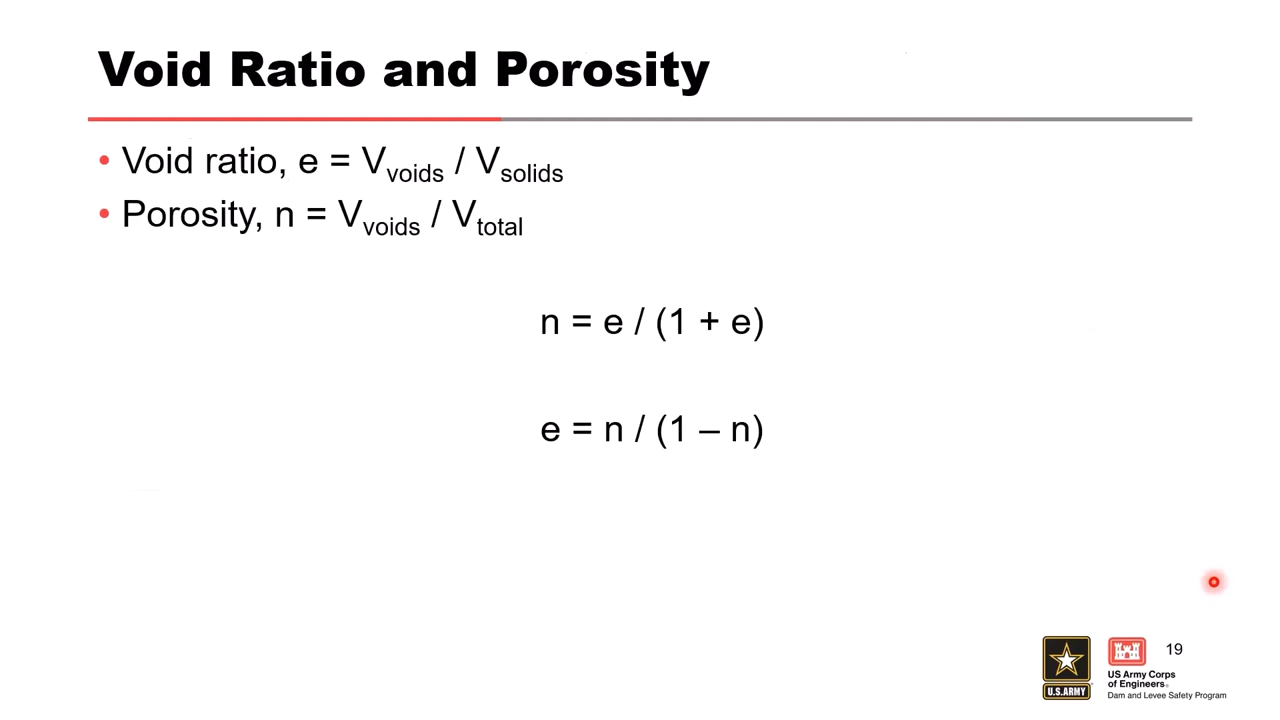 Void Ratio and Porosity
• Void ratio, e = Vvoids / Vsolids
• Porosity, n = Vvoids / Vtotal
n = e / (1 + e)
e = n / (1 – n)
19
U.S.ARMY
US Army Corps
of Engineers®
Dam and Levee Safety Program